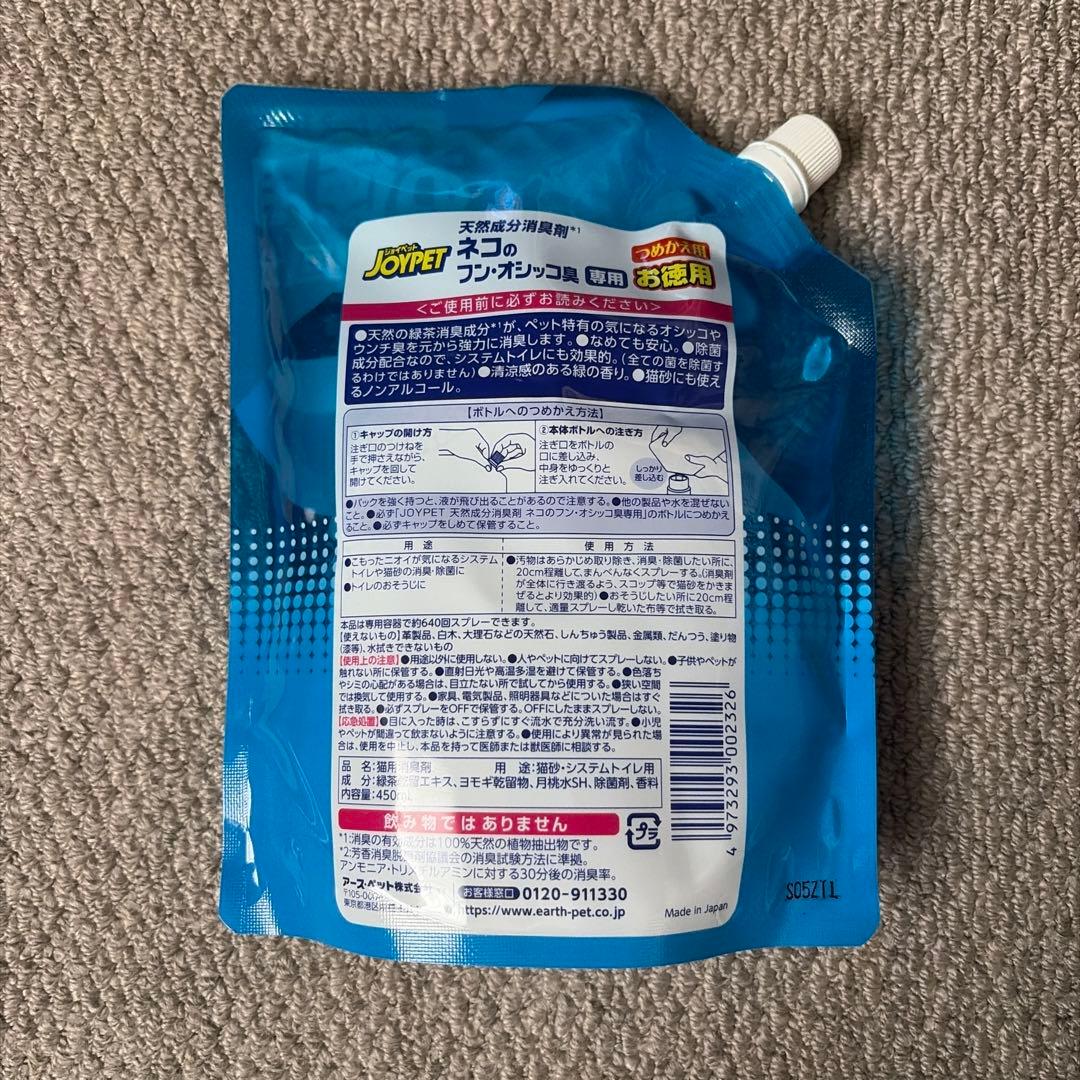 天然成分消臭剤*1
ジョイペット
JOYPET
ネコの
フン・オシッコ臭 専用
つめかえ用
お徳用
<ご使用前に必ずお読みください>
●天然の緑茶消臭成分*1が、ペット特有の気になるオシッコや
ウンチ臭を元から強力に消臭します。●なめても安心。●除菌
成分配合なので、システムトイレにも効果的。(全ての菌を除菌す
るわけではありません)●清涼感のある緑の香り。●猫砂にも使え
るノンアルコール。
【ボトルへのつめかえ方法】
①キャップの開け方
注ぎ口のつけねを
手で押さえながら、
キャップを回して
開けてください。
②本体ボトルへの注ぎ方
注ぎ口をボトルの
口に差し込み、
中身をゆっくりと
注ぎ入れてください。
しっかり
差し込む
●パックを強く持つと、液が飛び出ることがあるので注意する。●他の製品や水を混ぜない
こと。●必ず「JOYPET 天然成分消臭剤 ネコのフン・オシッコ臭専用」のボトルにつめかえ
ること。●必ずキャップをしめて保管すること。
用途
●こもったニオイが気になるシステム
トイレや猫砂の消臭・除菌に
●トイレのおそうじに
使用方法
●汚物はあらかじめ取り除き、消臭・除菌したい所に、
20cm程離して、まんべんなくスプレーする。(消臭剤
が全体に行き渡るよう、スコップ等で猫砂をかきま
ぜるとより効果的)●おそうじしたい所に20cm程
離して、適量スプレーし乾いた布等で拭き取る。
本品は専用容器で約640回スプレーできます。
【使えないもの】革製品、白木、大理石などの天然石、しんちゅう製品、金属類、だんつう、塗り物
(漆等)、水拭きできないもの
【使用上の注意】●用途以外に使用しない。●人やペットに向けてスプレーしない。●子供やペットが
触れない所に保管する。●直射日光や高温多湿を避けて保管する。●色落ち
やシミの心配がある場合は、目立たない所で試してから使用する。●狭い空間
では換気して使用する。●家具、電気製品、照明器具などについた場合はすぐ
拭き取る。●必ずスプレーをOFFで保管する。OFFにしたままスプレーしない。
【応急処置】●目に入った時は、こすらずにすぐ流水で充分洗い流す。●小児
やペットが間違って飲まないように注意する。●使用により異常が見られた場
合は、使用を中止し、本品を持って医師または獣医師に相談する。
品名:猫用消臭剤 用途:猫砂・システムトイレ用
成分:緑茶乾留エキス、ヨモギ乾留物、月桃水SH、除菌剤、香料
内容量:450mL
飲み物ではありません
プラ
*1:消臭の有効成分は100%天然の植物抽出物です。
*2:芳香消臭脱臭剤協議会の消臭試験方法に準拠。
アンモニア・トリメチルアミンに対する30分後の消臭率。
アース・ペット株式会社
お客様窓口 0120-911330
東京都港区
https://www.earth-pet.co.jp
Made in Japan
4 973293 002326
S05ZT1